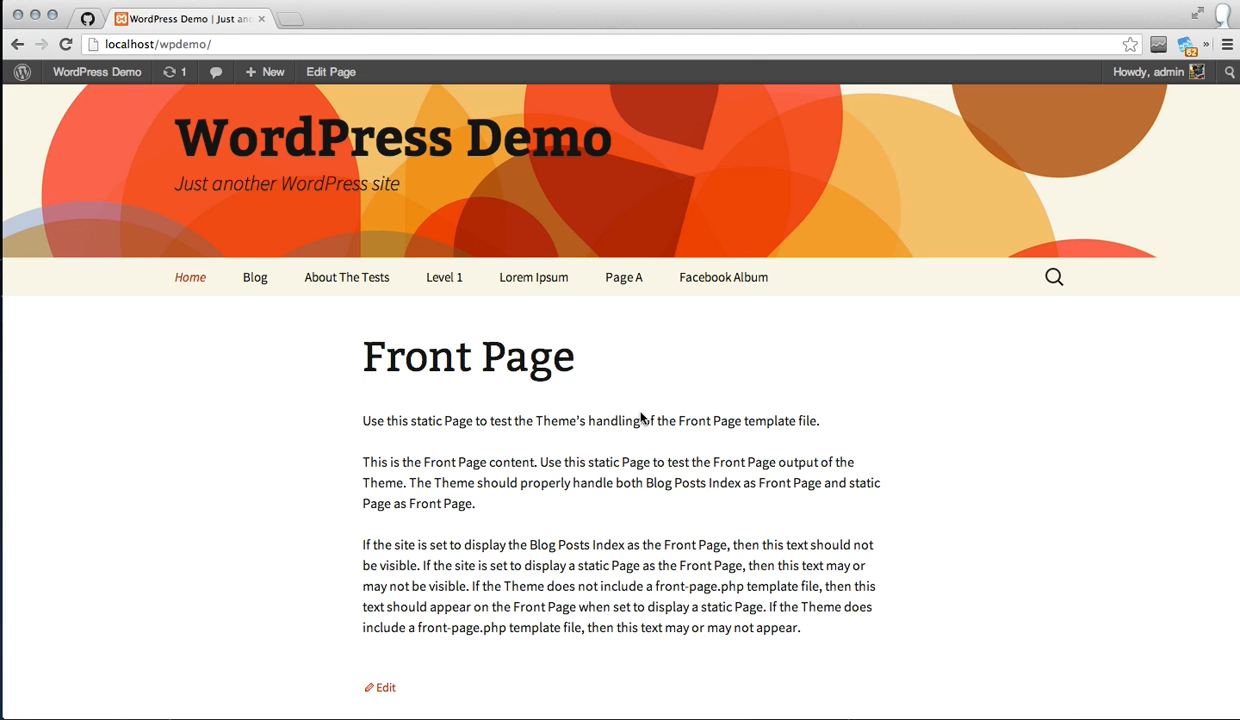 WordPress Demo | Just ano
localhost/wpdemo/
62
»
WordPress Demo
1
+ New
Edit Page
Howdy, admin
WordPress Demo
Just another WordPress site
Home
Blog
About The Tests
Level 1
Lorem Ipsum
Page A
Facebook Album
Front Page
Use this static Page to test the Theme’s handling of the Front Page template file.
This is the Front Page content. Use this static Page to test the Front Page output of the
Theme. The Theme should properly handle both Blog Posts Index as Front Page and static
Page as Front Page.
If the site is set to display the Blog Posts Index as the Front Page, then this text should not
be visible. If the site is set to display a static Page as the Front Page, then this text may or
may not be visible. If the Theme does not include a front-page.php template file, then this
text should appear on the Front Page when set to display a static Page. If the Theme does
include a front-page.php template file, then this text may or may not appear.
Edit